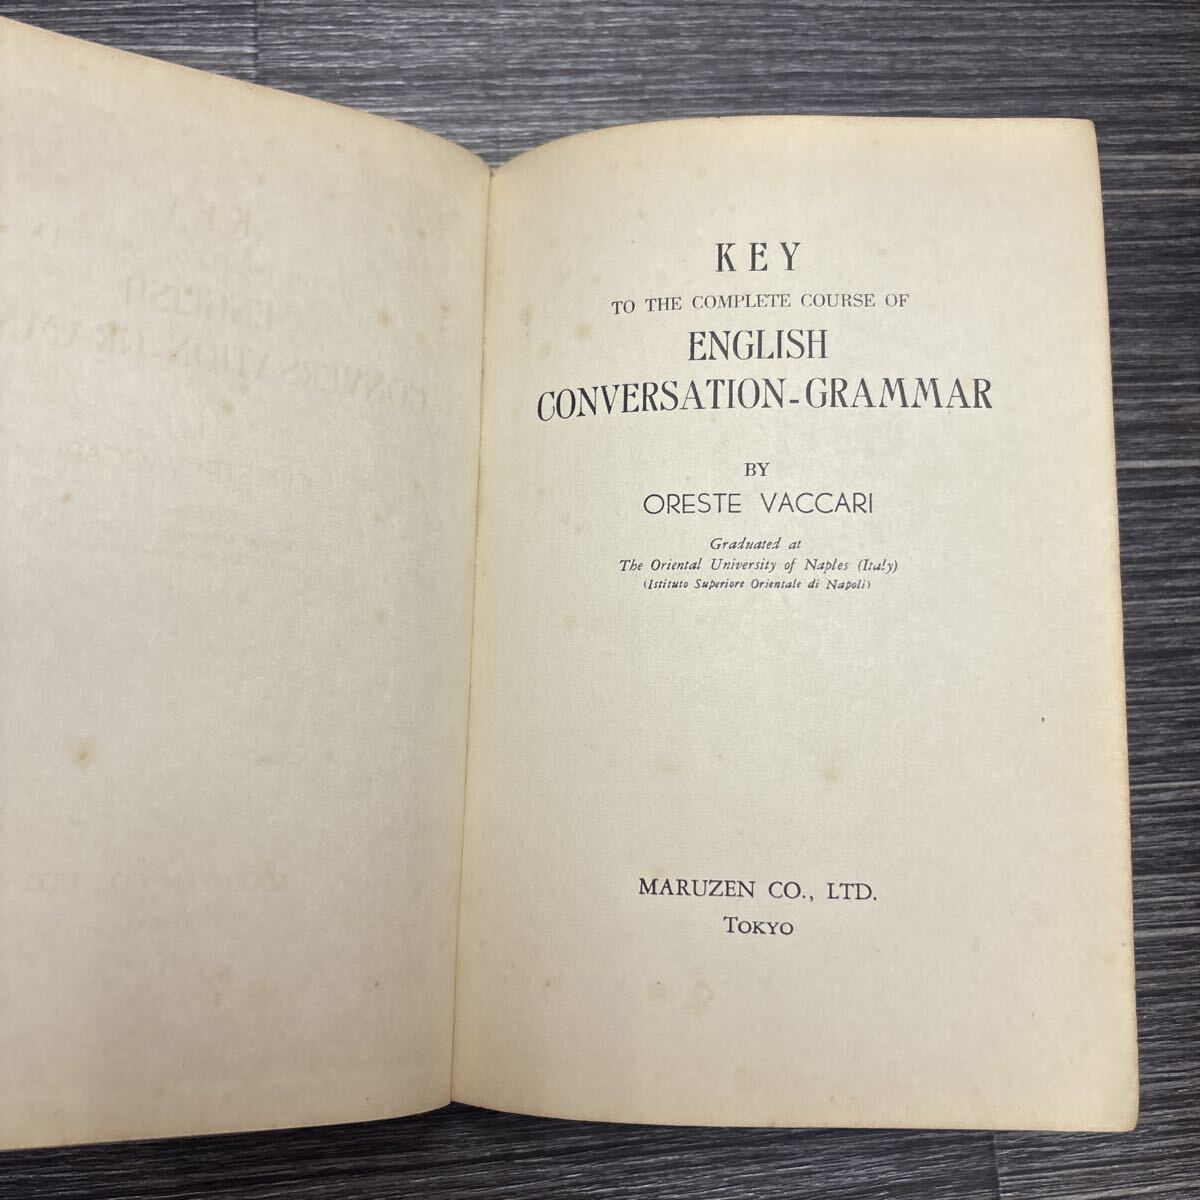 KEY
TO THE COMPLETE COURSE OF
ENGLISH
CONVERSATION-GRAMMAR
BY
ORESTE VACCARI
Graduated at
The Oriental University of Naples (Italy)
(Istituto Superiore Orientale di Napoli)
MARUZEN CO., LTD.
TOKYO